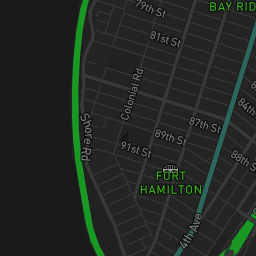 79th St
BAY RID
81st St
Colonial Rd
87th St
89th St
Shore Rd
91st St
88th
84th
FORT
HAMILTON
4th Ave